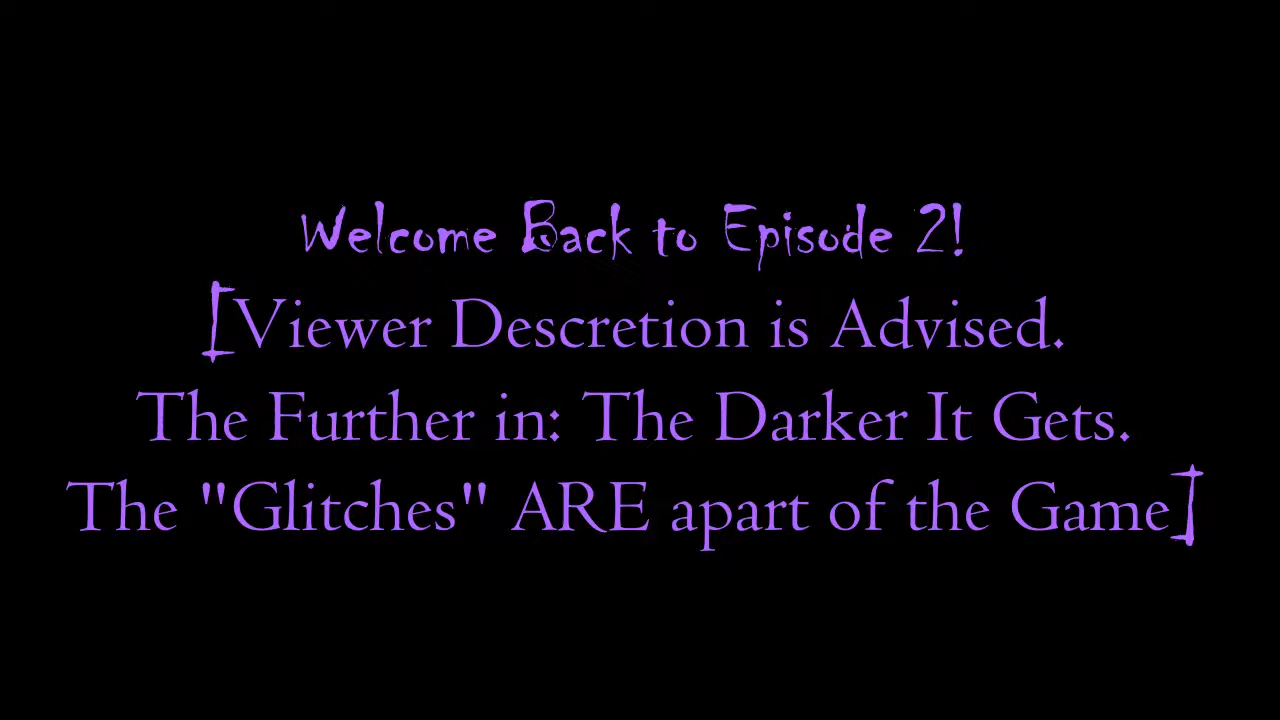 Welcome Back to Episode 2!
[Viewer Descretion is Advised.
The Further in: The Darker It Gets.
The "Glitches" ARE apart of the Game]